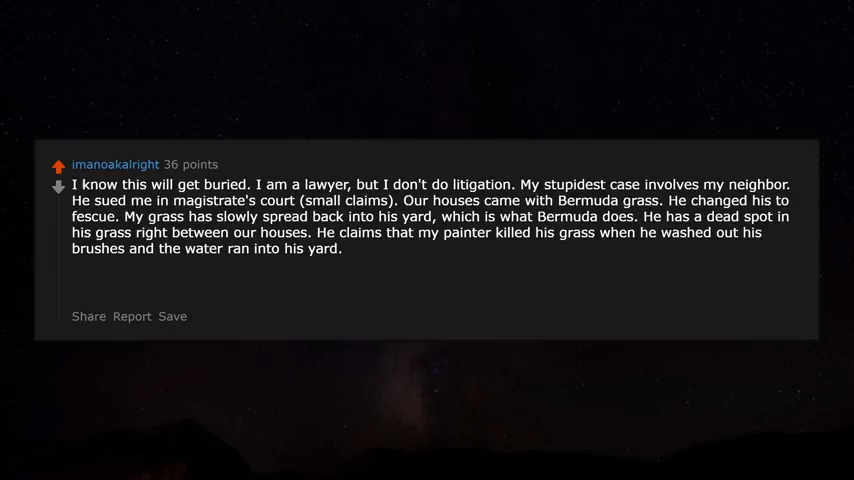 imanoakalright 36 points
I know this will get buried. I am a lawyer, but I don't do litigation. My stupidest case involves my neighbor.
He sued me in magistrate's court (small claims). Our houses came with Bermuda grass. He changed his to
fescue. My grass has slowly spread back into his yard, which is what Bermuda does. He has a dead spot in
his grass right between our houses. He claims that my painter killed his grass when he washed out his
brushes and the water ran into his yard.
Share Report Save